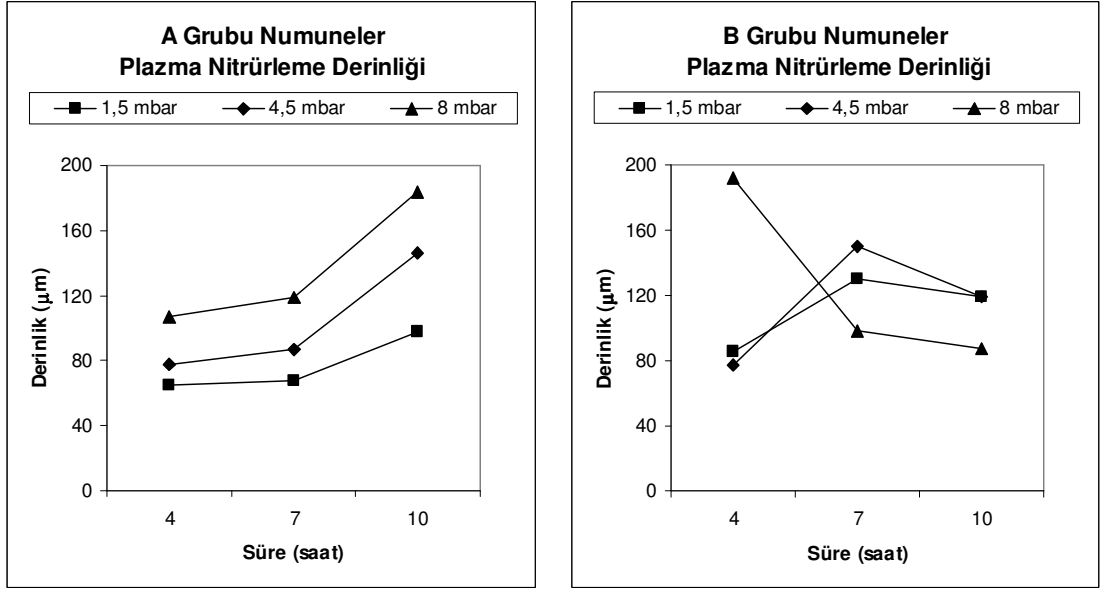 A Grubu Numuneler
Plazma Nitrürleme Derinliği
1,5 mbar 4,5 mbar 8 mbar
200
160
120
80
40
0
Derinlik (μm)
4 7 10
Süre (saat)
B Grubu Numuneler
Plazma Nitrürleme Derinliği
1,5 mbar 4,5 mbar 8 mbar
200
160
120
80
40
0
Derinlik (μm)
4 7 10
Süre (saat)